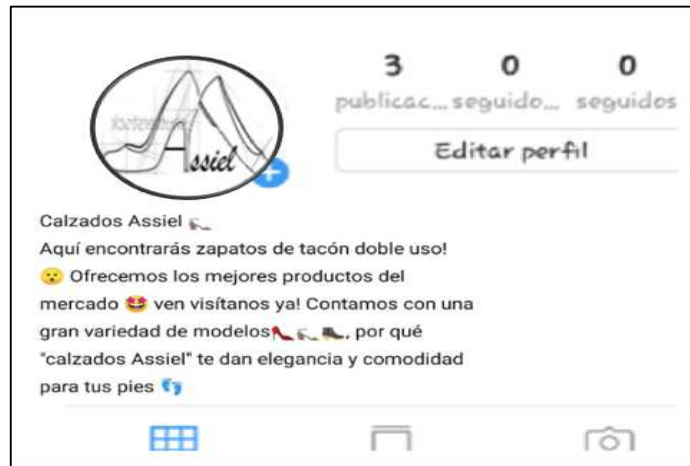 3 0 0
publicac... seguido... seguidos
Editar perfil
Assiel
Calzados Assiel 👠
Aquí encontrarás zapatos de tacón doble uso!
😮 Ofrecemos los mejores productos del
mercado 🤩 ven visítanos ya! Contamos con una
gran variedad de modelos👠👡🥾, por qué
"calzados Assiel" te dan elegancia y comodidad
para tus pies 👣